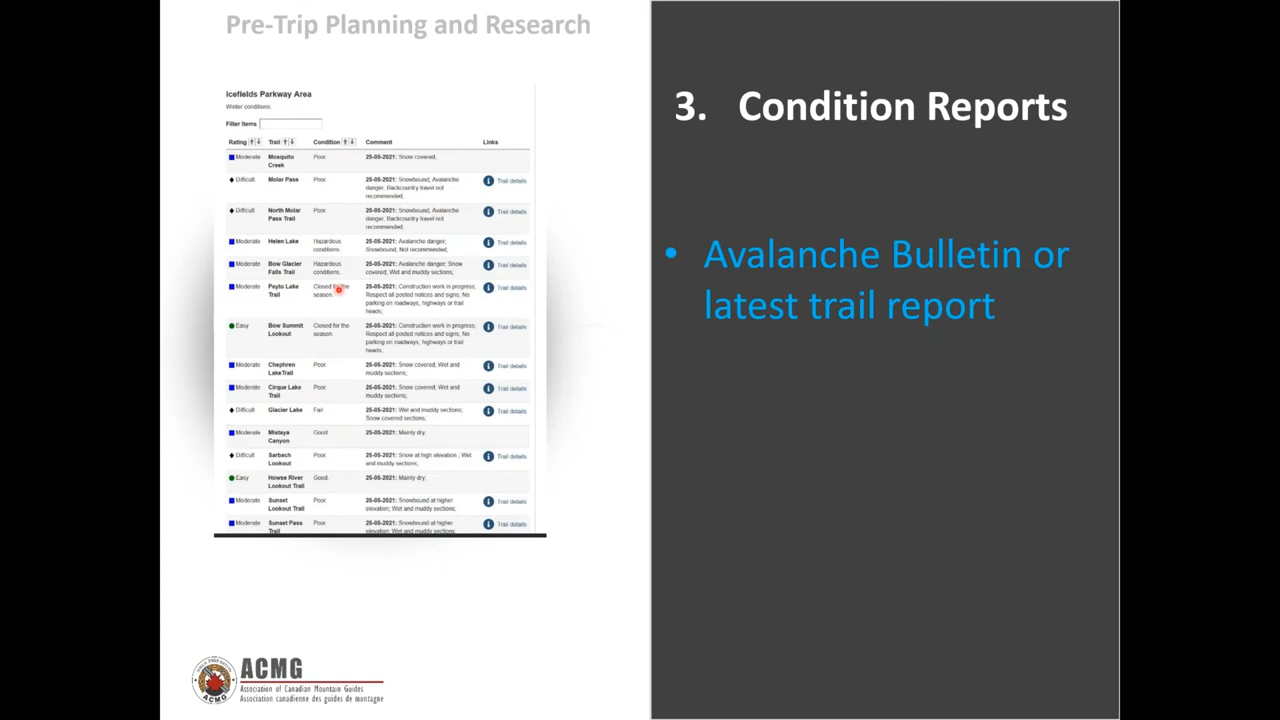 Pre-Trip Planning and Research
Icefields Parkway Area
Winter conditions.
Filter Items
Rating Trail Condition Comment Links
Moderate Mosquito Poor. 25-05-2021: Snow covered;
Creek
Difficult Molar Pass Poor. 25-05-2021: Snowbound, Avalanche Trail details
danger; Backcountry travel not
recommended;
Difficult North Molar Poor. 25-05-2021: Snowbound, Avalanche Trail details
Pass Trail danger; Backcountry travel not
recommended;
Moderate Helen Lake Hazardous 25-05-2021: Avalanche danger; Trail details
conditions. Snowbound, Not recommended;
Moderate Bow Glacier Hazardous 25-05-2021: Avalanche danger; Snow Trail details
Falls Trail conditions. covered; Wet and muddy sections;
Moderate Peyto Lake Closed for the 25-05-2021: Construction work in progress; Trail details
Trail season. Respect all posted notices and signs; No
parking on roadways, highways or trail
heads;
Easy Bow Summit Closed for the 25-05-2021: Construction work in progress; Trail details
Lookout season. Respect all posted notices and signs; No
parking on roadways, highways or trail
heads;
Moderate Chephren Poor. 25-05-2021: Snow covered; Wet and Trail details
LakeTrail muddy sections;
Moderate Cirque Lake Poor. 25-05-2021: Snow covered; Wet and Trail details
Trail muddy sections;
Difficult Glacier Lake Fair 25-05-2021: Wet and muddy sections; Trail details
Snow covered sections;
Moderate Mistaya Good 25-05-2021: Mainly dry;
Canyon
Difficult Sarbach Poor. 25-05-2021: Snow at high elevation , Wet Trail details
Lookout and muddy sections;
Easy Howse River Good. 25-05-2021: Mainly dry;
Lookout Trail
Moderate Sunset Poor. 25-05-2021: Snowbound at higher Trail details
Lookout Trail elevation; Wet and muddy sections;
Moderate Sunset Pass Poor. 25-05-2021: Snowbound at higher Trail details
Trail elevation; Wet and muddy sections;
3. Condition Reports
• Avalanche Bulletin or
latest trail report
ACMG
Association of Canadian Mountain Guides
Association canadienne des guides de montagne
ACMG